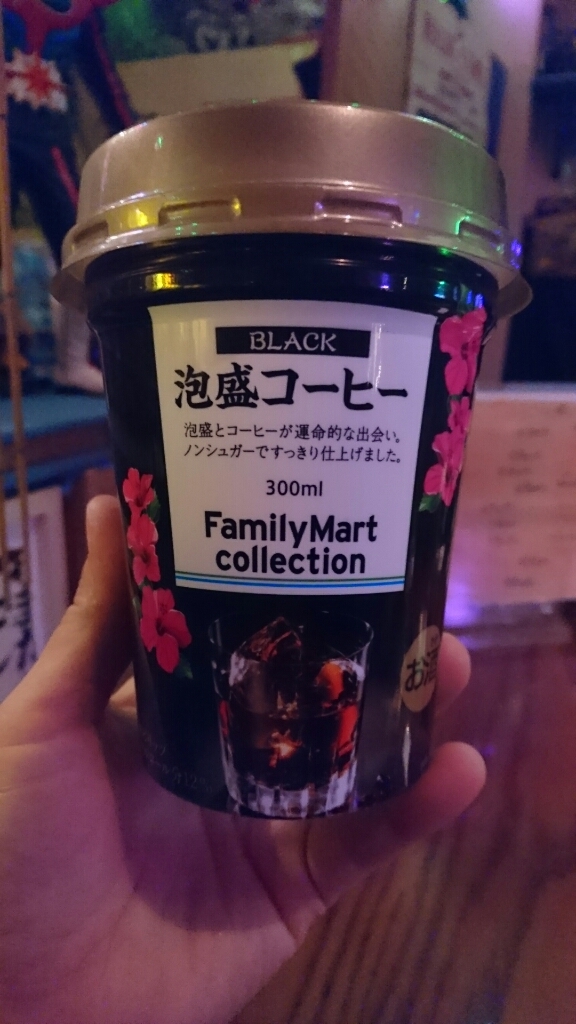 BLACK
泡盛コーヒー
泡盛とコーヒーが運命的な出会い。
ノンシュガーですっきり仕上げました。
300ml
FamilyMart
collection
お酒